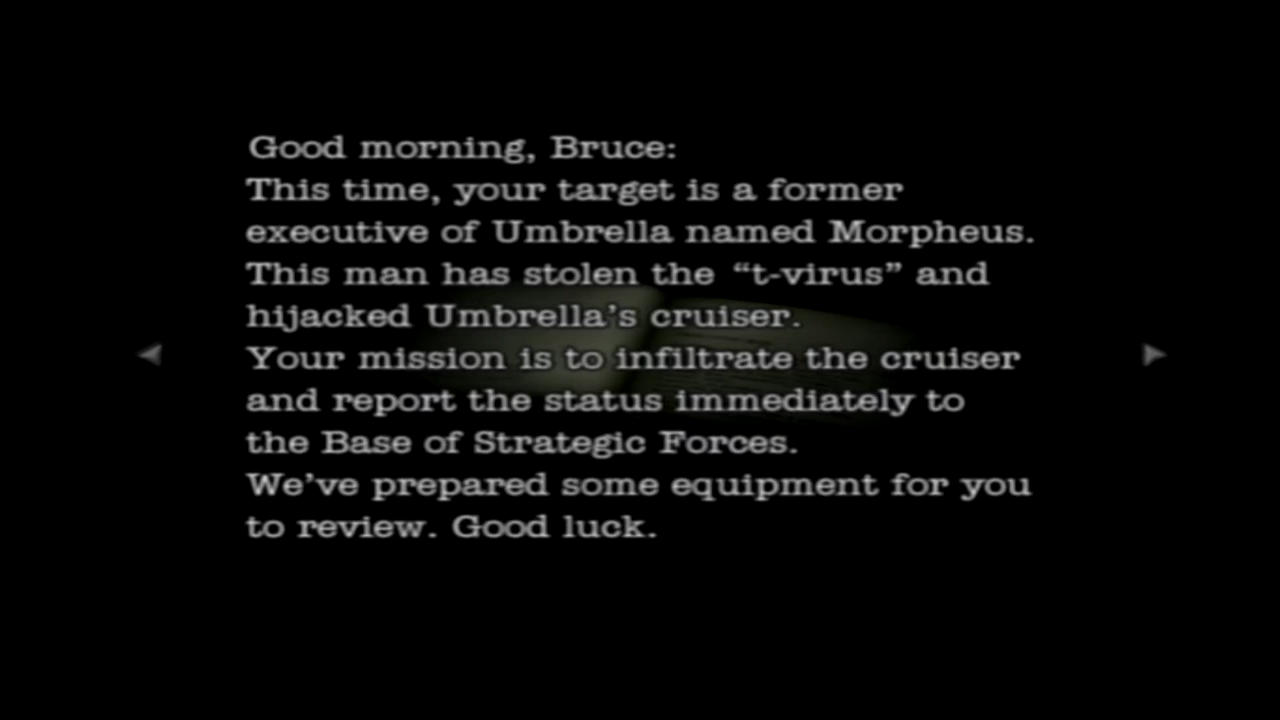 Good morning, Bruce:
This time, your target is a former
executive of Umbrella named Morpheus.
This man has stolen the “t-virus” and
hijacked Umbrella’s cruiser.
Your mission is to infiltrate the cruiser
and report the status immediately to
the Base of Strategic Forces.
We’ve prepared some equipment for you
to review. Good luck.